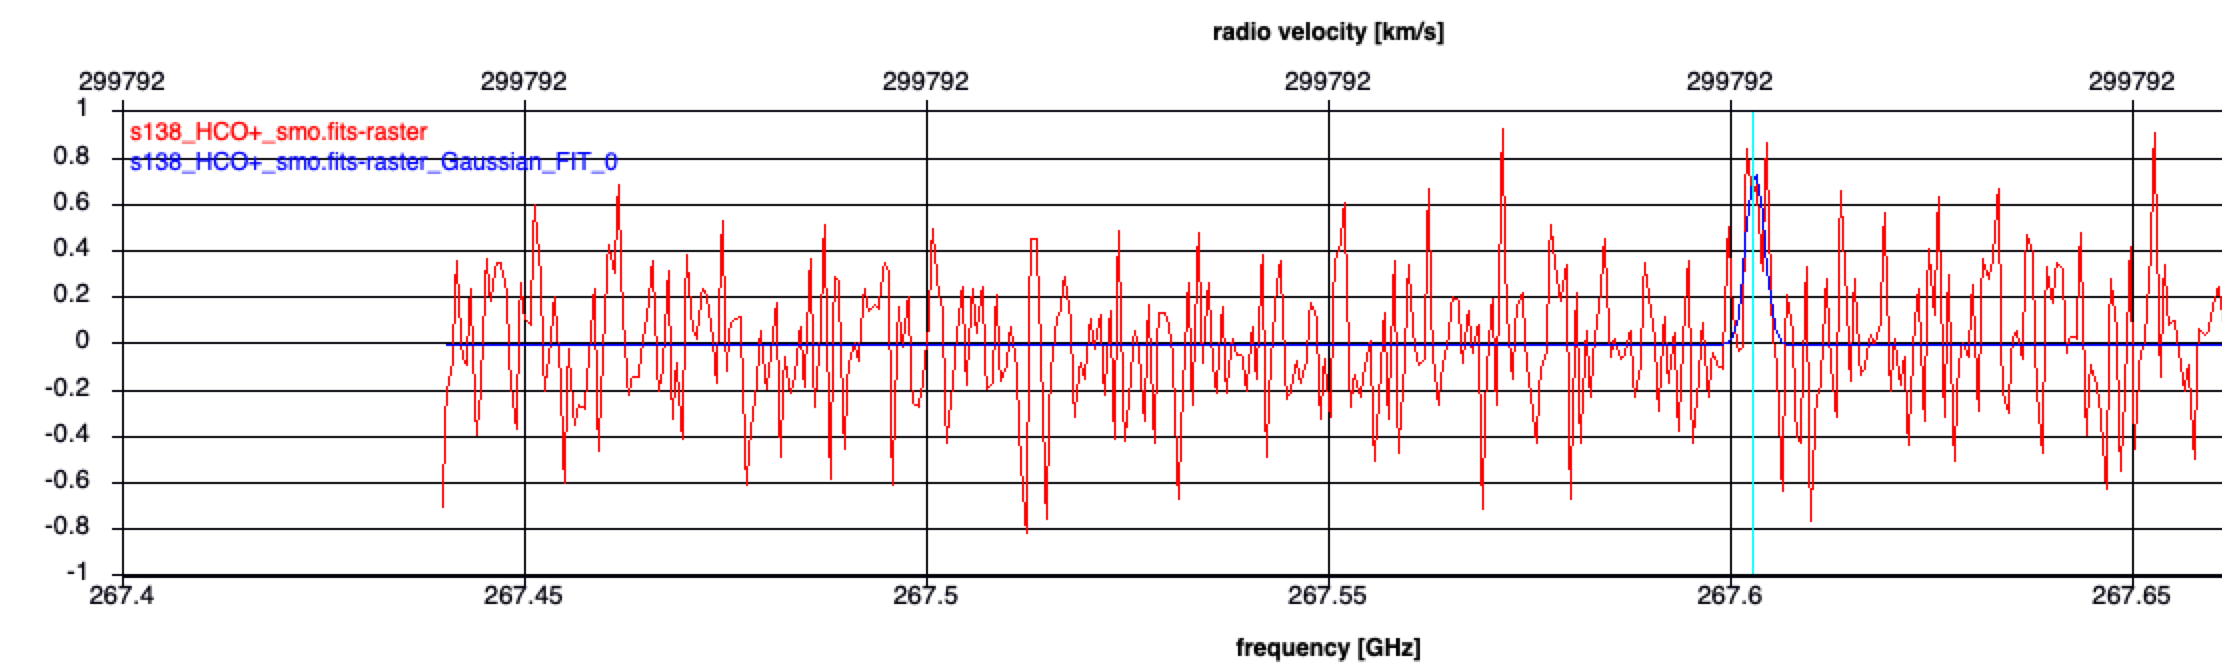 radio velocity [km/s]
299792 299792 299792 299792 299792 299792
1
s138_HCO+_smo.fits-raster
0.8
s138_HCO+_smo.fits-raster_Gaussian_FIT_0
0.6
0.4
0.2
0
-0.2
-0.4
-0.6
-0.8
-1
267.4 267.45 267.5 267.55 267.6 267.65
frequency [GHz]